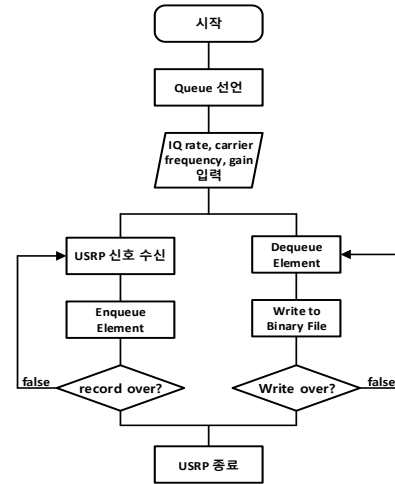 시작
Queue 선언
IQ rate, carrier
frequency, gain
입력
USRP 신호 수신
Enqueue
Element
record over?
false
Dequeue
Element
Write to
Binary File
Write over?
false
USRP 종료